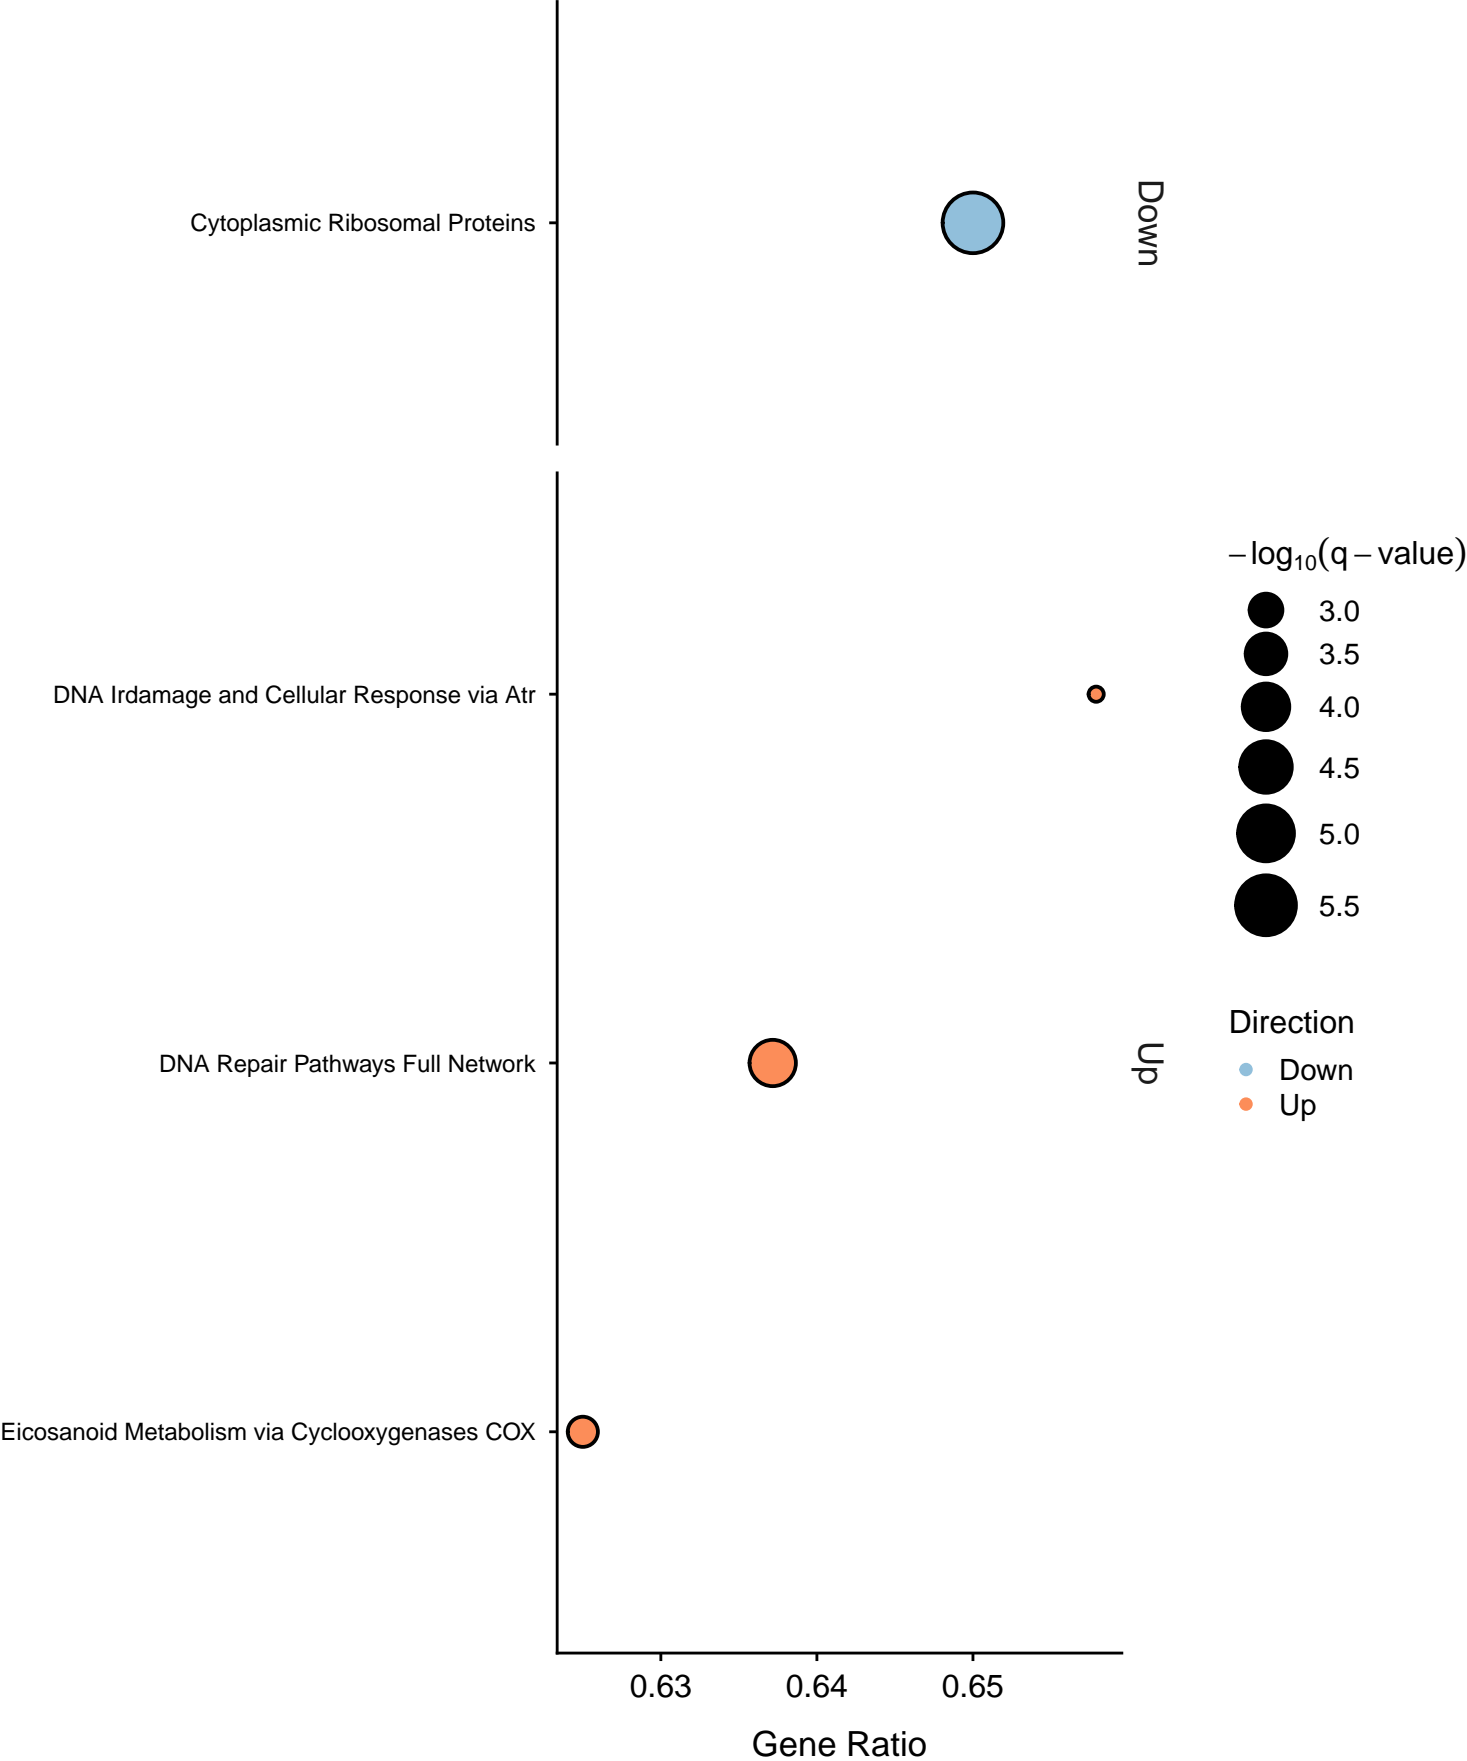 Cytoplasmic Ribosomal Proteins
Down
DNA Irdamage and Cellular Response via Atr
DNA Repair Pathways Full Network
Eicosanoid Metabolism via Cyclooxygenases COX
Up
0.63 0.64 0.65
Gene Ratio
−log₁₀(q−value)
3.0
3.5
4.0
4.5
5.0
5.5
Direction
Down
Up